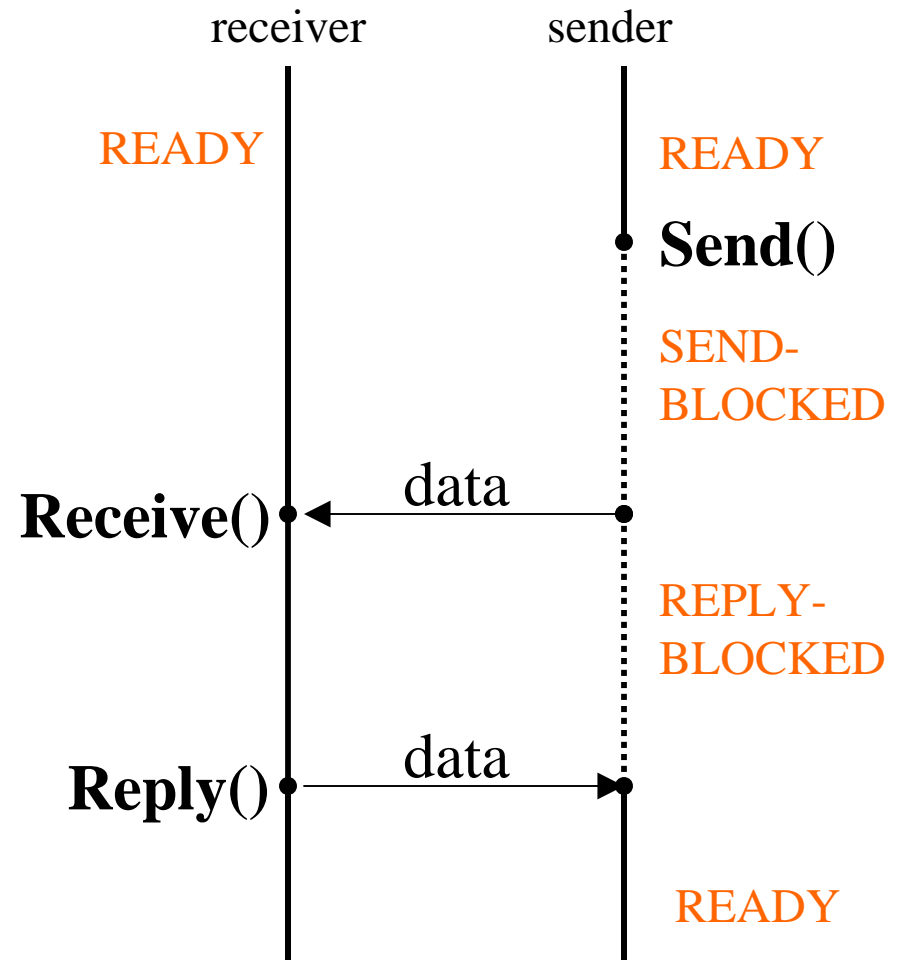 receiver
sender
READY
READY
Send()
SEND-
BLOCKED
data
Receive()
REPLY-
BLOCKED
data
Reply()
READY